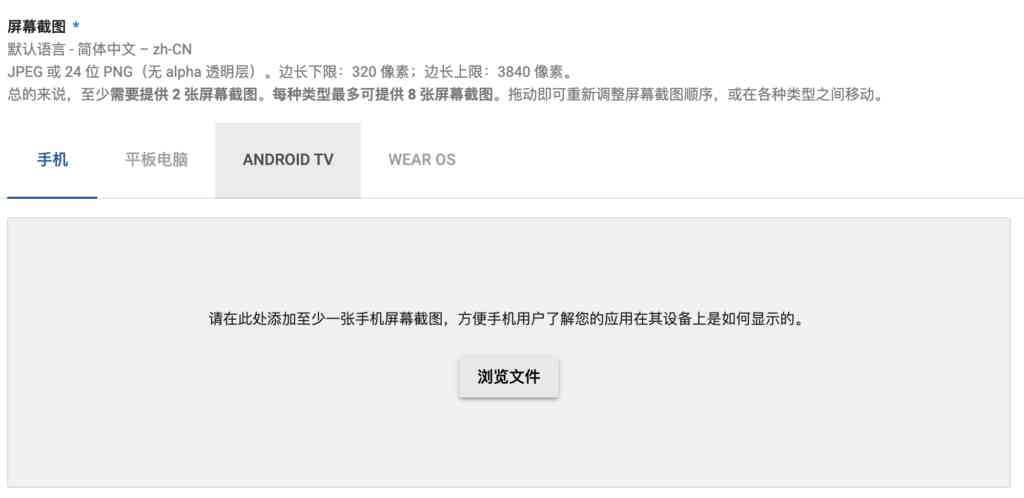 屏幕截图 *
默认语言 - 简体中文 – zh-CN
JPEG 或 24 位 PNG（无 alpha 透明层）。边长下限：320 像素；边长上限：3840 像素。
总的来说，至少需要提供 2 张屏幕截图。每种类型最多可提供 8 张屏幕截图。拖动即可重新调整屏幕截图顺序，或在各种类型之间移动。
手机 平板电脑 ANDROID TV WEAR OS
请在此处添加至少一张手机屏幕截图，方便手机用户了解您的应用在其设备上是如何显示的。
浏览文件